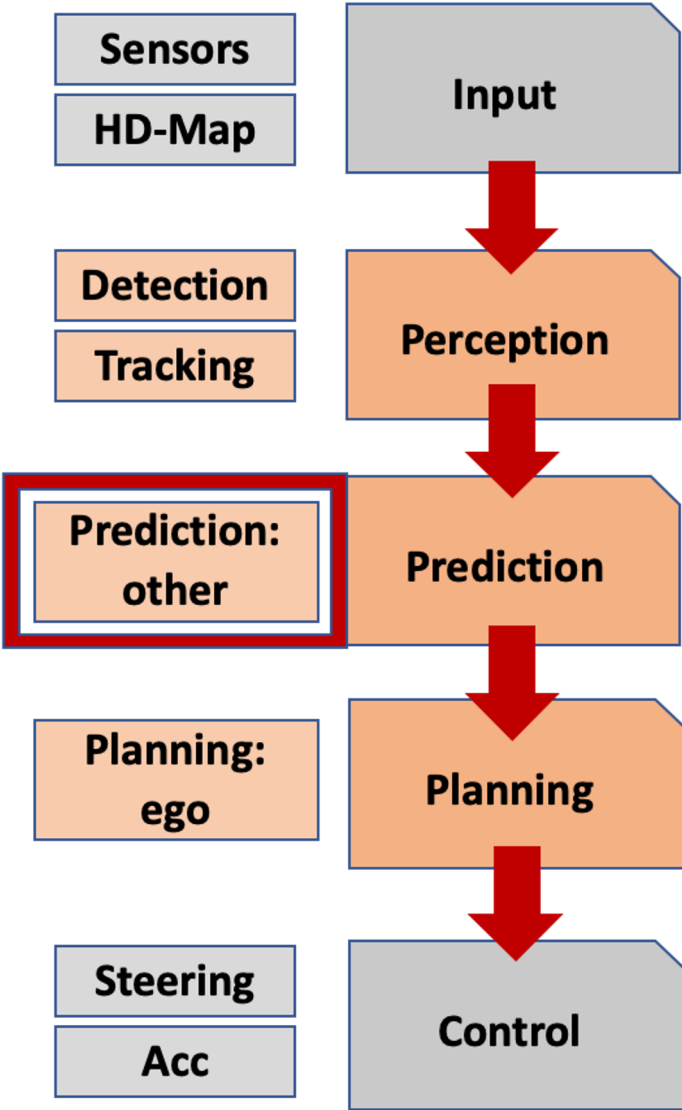 Sensors
HD-Map
Input
Detection
Tracking
Perception
Prediction:
other
Prediction
Planning:
ego
Planning
Steering
Acc
Control